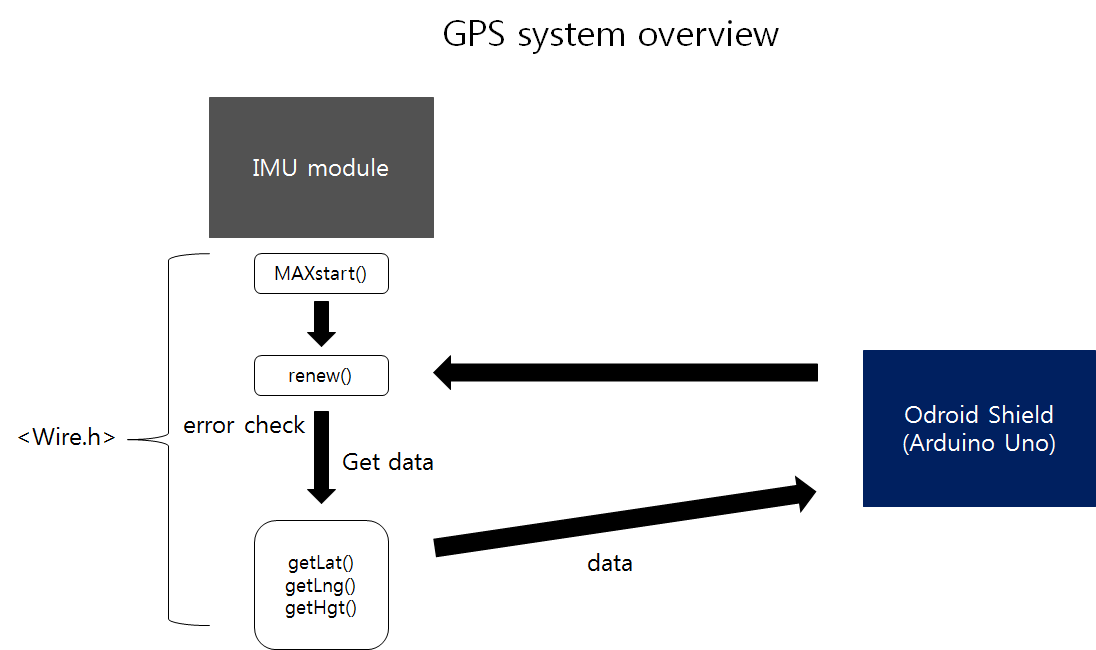 GPS system overview
IMU module
MAXstart()
renew()
error check
<Wire.h>
Get data
Odroid Shield
(Arduino Uno)
getLat()
getLng()
getHgt()
data